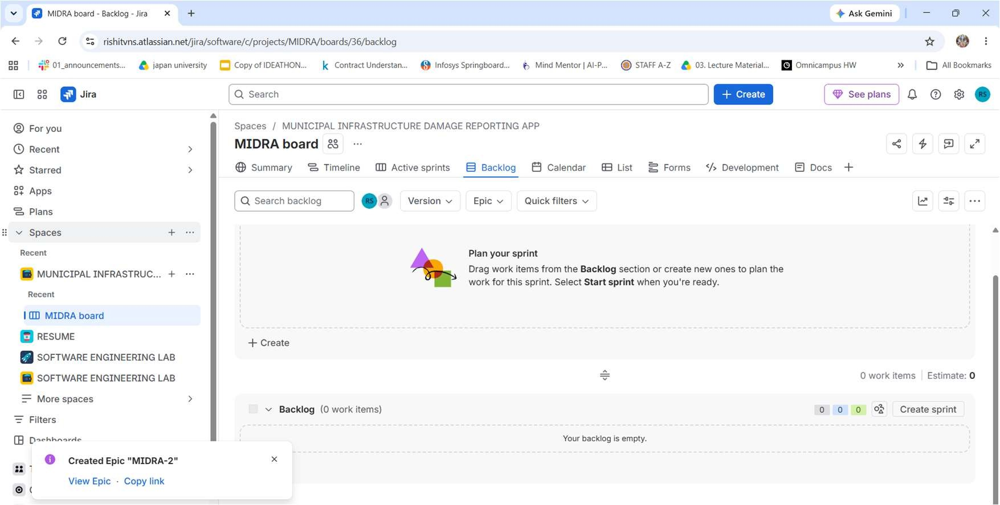 MIDRA board - Backlog - Jira
Ask Gemini
rishitvns.atlassian.net/jira/software/c/projects/MIDRA/boards/36/backlog
01_announcements...
japan university
Copy of IDEATHON...
Contract Understan...
Infosys Springboard...
Mind Mentor | AI-P...
STAFF A-Z
03. Lecture Material...
Omnicampus HW
All Bookmarks
Jira
Search
Create
See plans
RS
For you
Recent
Starred
Apps
Plans
Spaces
Recent
MUNICIPAL INFRASTRUC...
Recent
MIDRA board
RESUME
SOFTWARE ENGINEERING LAB
SOFTWARE ENGINEERING LAB
More spaces
Filters
Dashboards
Spaces / MUNICIPAL INFRASTRUCTURE DAMAGE REPORTING APP
MIDRA board
Summary
Timeline
Active sprints
Backlog
Calendar
List
Forms
Development
Docs
Search backlog
RS
Version
Epic
Quick filters
Plan your sprint
Drag work items from the Backlog section or create new ones to plan the
work for this sprint. Select Start sprint when you're ready.
Create
0 work items
Estimate: 0
Backlog (0 work items)
0 0 0
Create sprint
Your backlog is empty.
Created Epic "MIDRA-2"
View Epic · Copy link